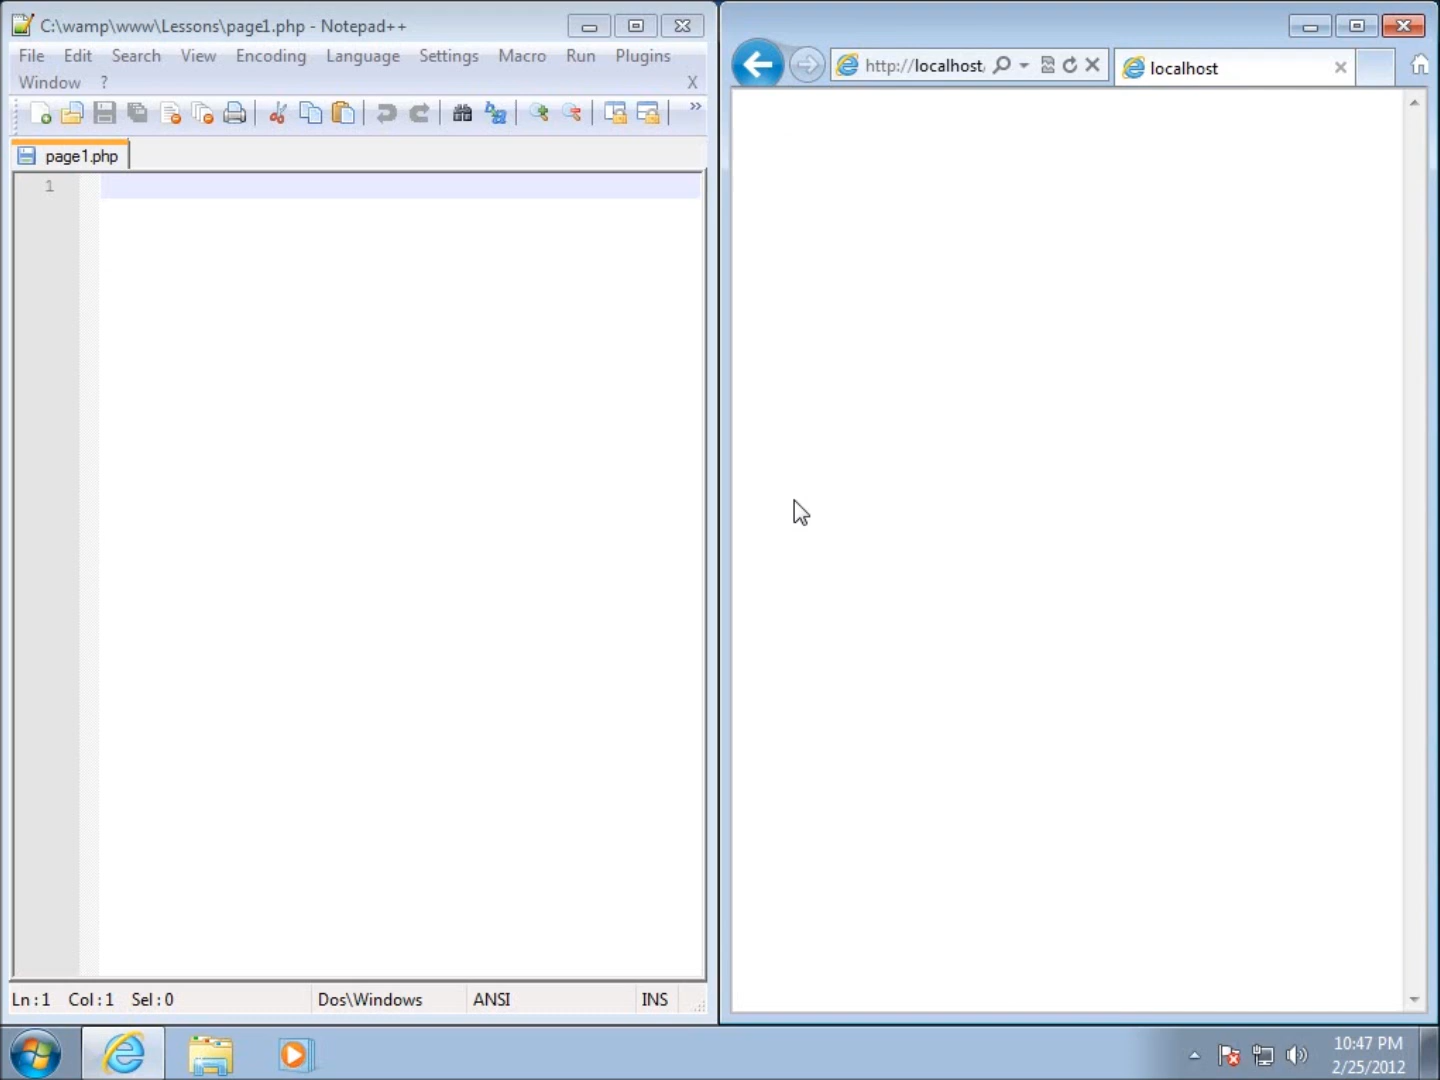 C:\wamp\www\Lessons\page1.php - Notepad++
File Edit Search View Encoding Language Settings Macro Run Plugins
Window ? X
»
page1.php
1
Ln:1 Col:1 Sel:0 Dos\Windows ANSI INS
http://localhost
localhost
10:47 PM
2/25/2012